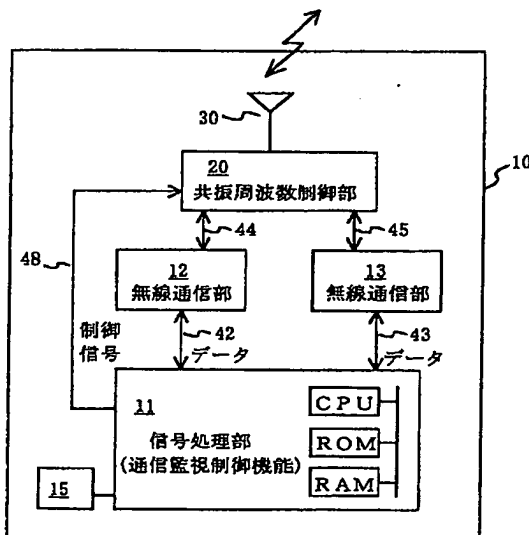 30
10
20
共振周波数制御部
44
45
48
12
無線通信部
13
無線通信部
制御
信号
42
データ
43
データ
11
信号処理部
(通信監視制御機能)
CPU
ROM
RAM
15